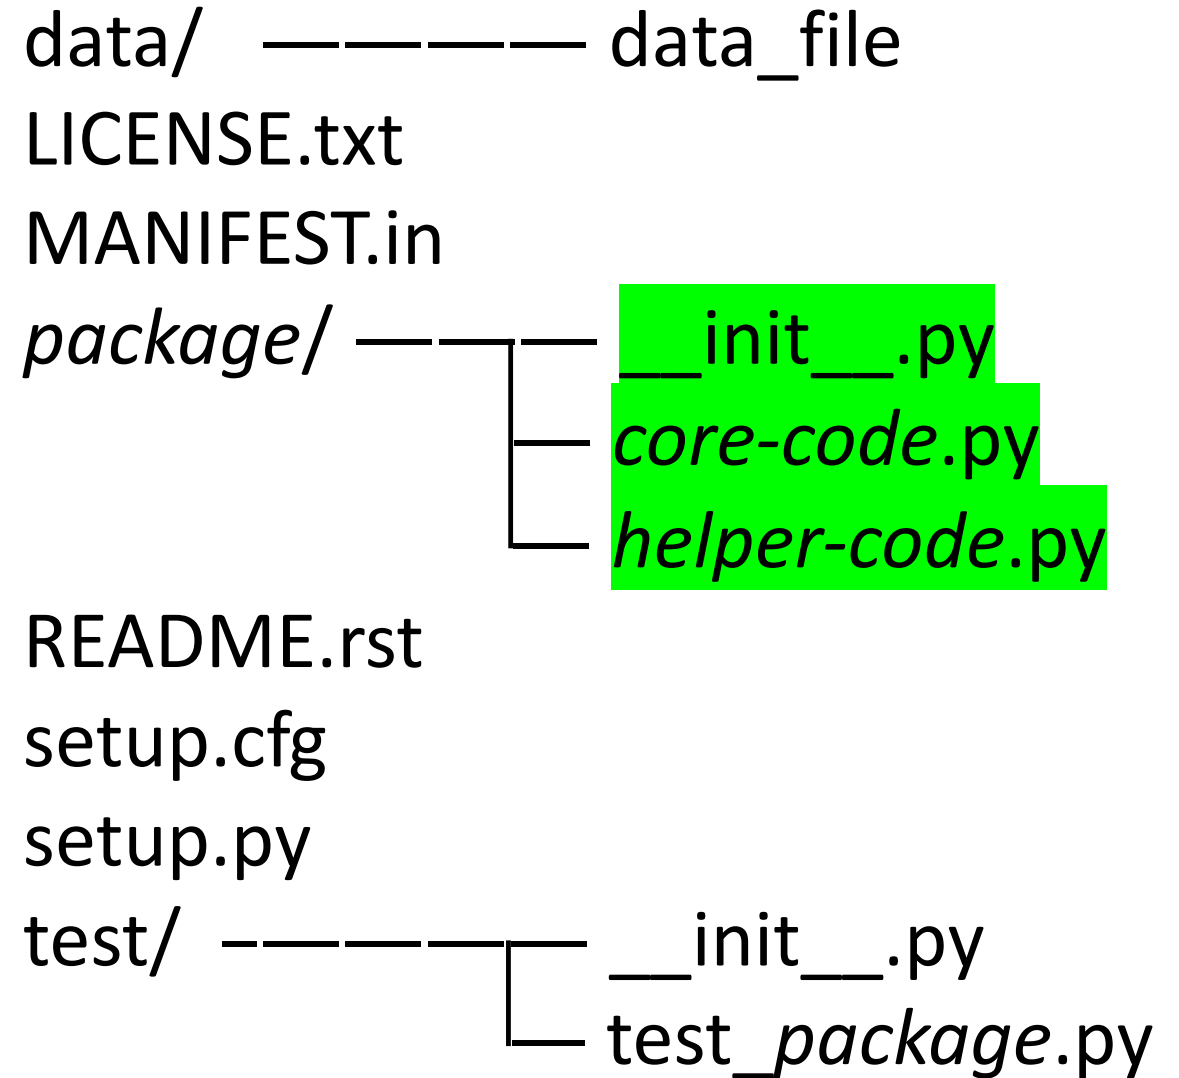 data/ data_file
LICENSE.txt
MANIFEST.in
package/ __init__.py
core-code.py
helper-code.py
README.rst
setup.cfg
setup.py
test/ __init__.py
test_package.py